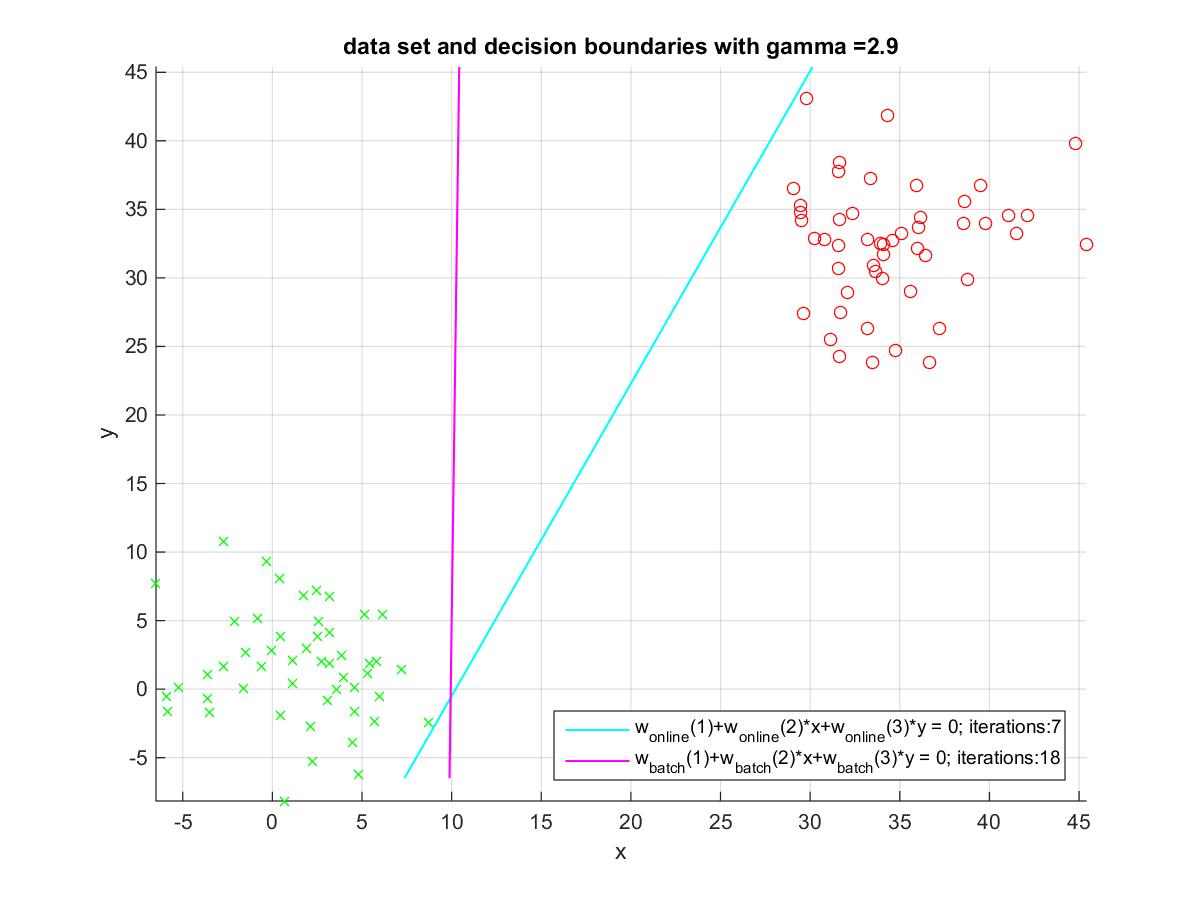 data set and decision boundaries with gamma =2.9
45
40
35
30
25
20
15
10
5
0
-5
y
w_online(1)+w_online(2)*x+w_online(3)*y = 0; iterations:7
w_batch(1)+w_batch(2)*x+w_batch(3)*y = 0; iterations:18
-5 0 5 10 15 20 25 30 35 40 45
x